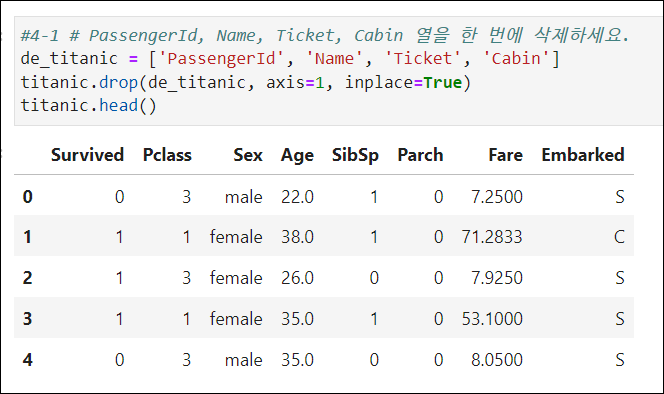 #4-1 # PassengerId, Name, Ticket, Cabin 열을 한 번에 삭제하세요.
de_titanic = ['PassengerId', 'Name', 'Ticket', 'Cabin']
titanic.drop(de_titanic, axis=1, inplace=True)
titanic.head()
Survived Pclass Sex Age SibSp Parch Fare Embarked
0 0 3 male 22.0 1 0 7.2500 S
1 1 1 female 38.0 1 0 71.2833 C
2 1 3 female 26.0 0 0 7.9250 S
3 1 1 female 35.0 1 0 53.1000 S
4 0 3 male 35.0 0 0 8.0500 S